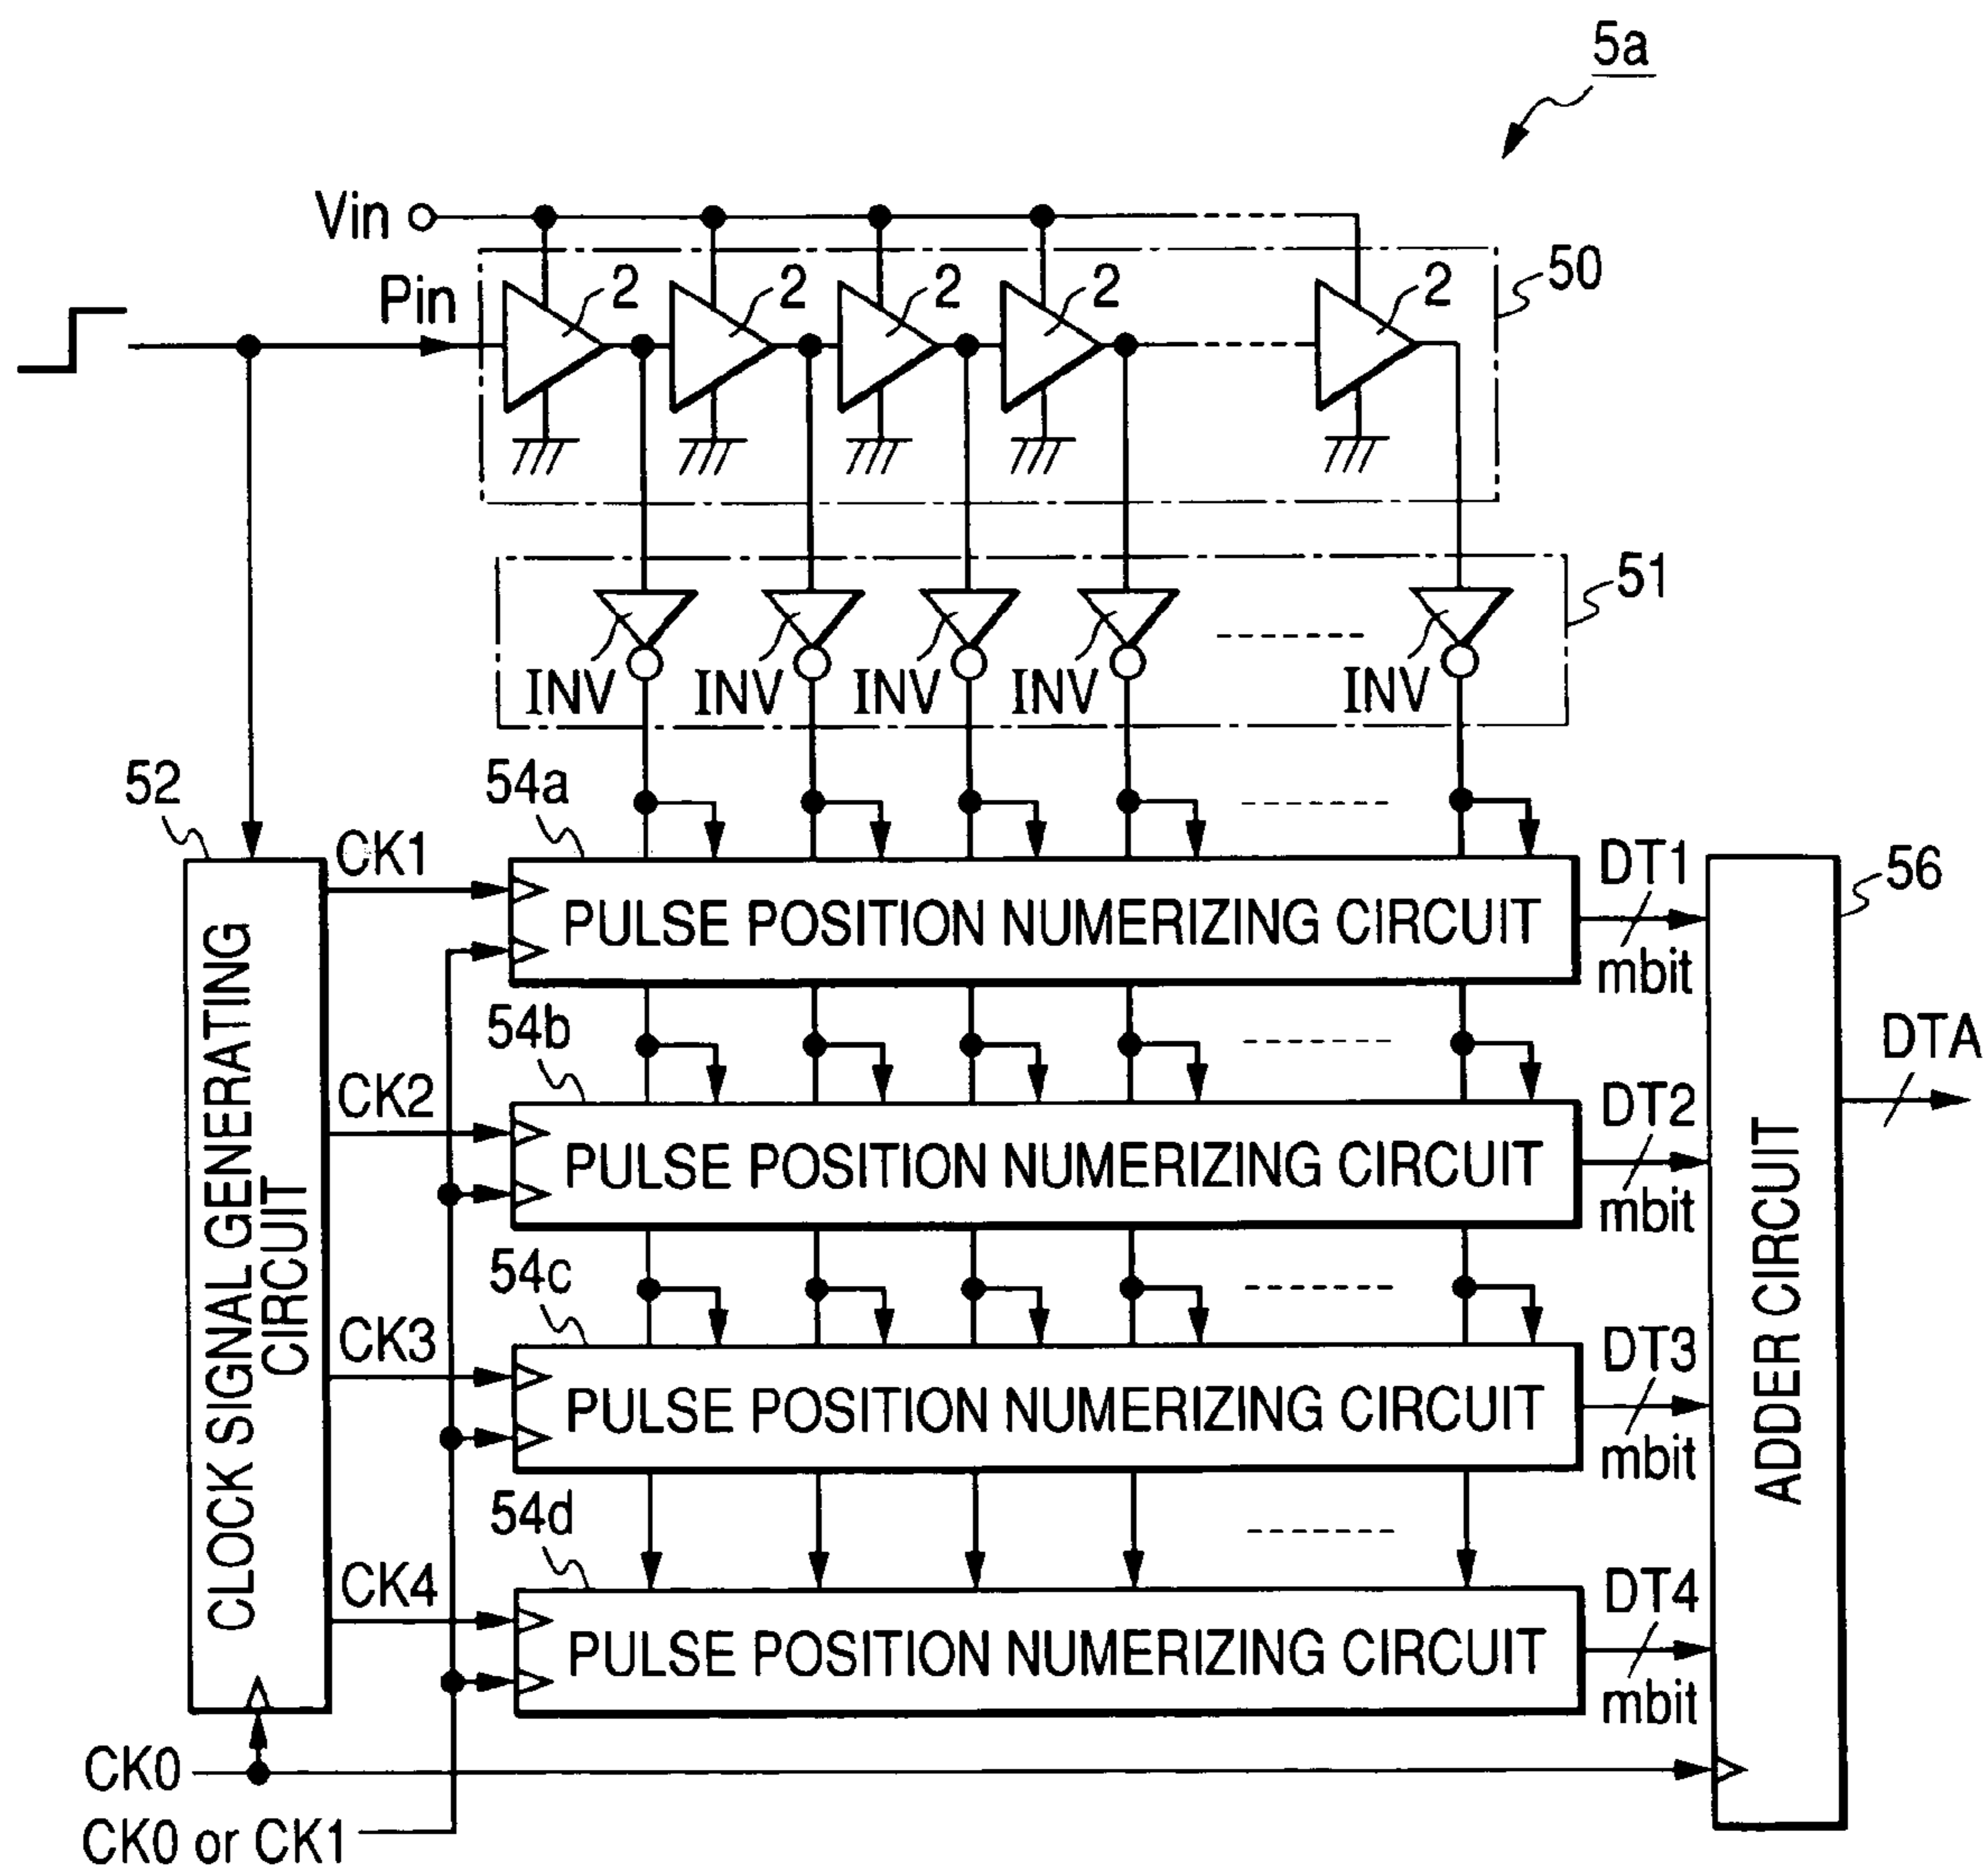 5a
Vin
Pin
2
2
2
2
2
50
51
INV
INV
INV
INV
INV
52
54a
CK1
PULSE POSITION NUMERIZING CIRCUIT
DT1
mbit
56
54b
CK2
PULSE POSITION NUMERIZING CIRCUIT
DT2
mbit
DTA
CLOCK SIGNAL GENERATING
CIRCUIT
ADDER CIRCUIT
54c
CK3
PULSE POSITION NUMERIZING CIRCUIT
DT3
mbit
54d
CK4
PULSE POSITION NUMERIZING CIRCUIT
DT4
mbit
CK0
CK0 or CK1